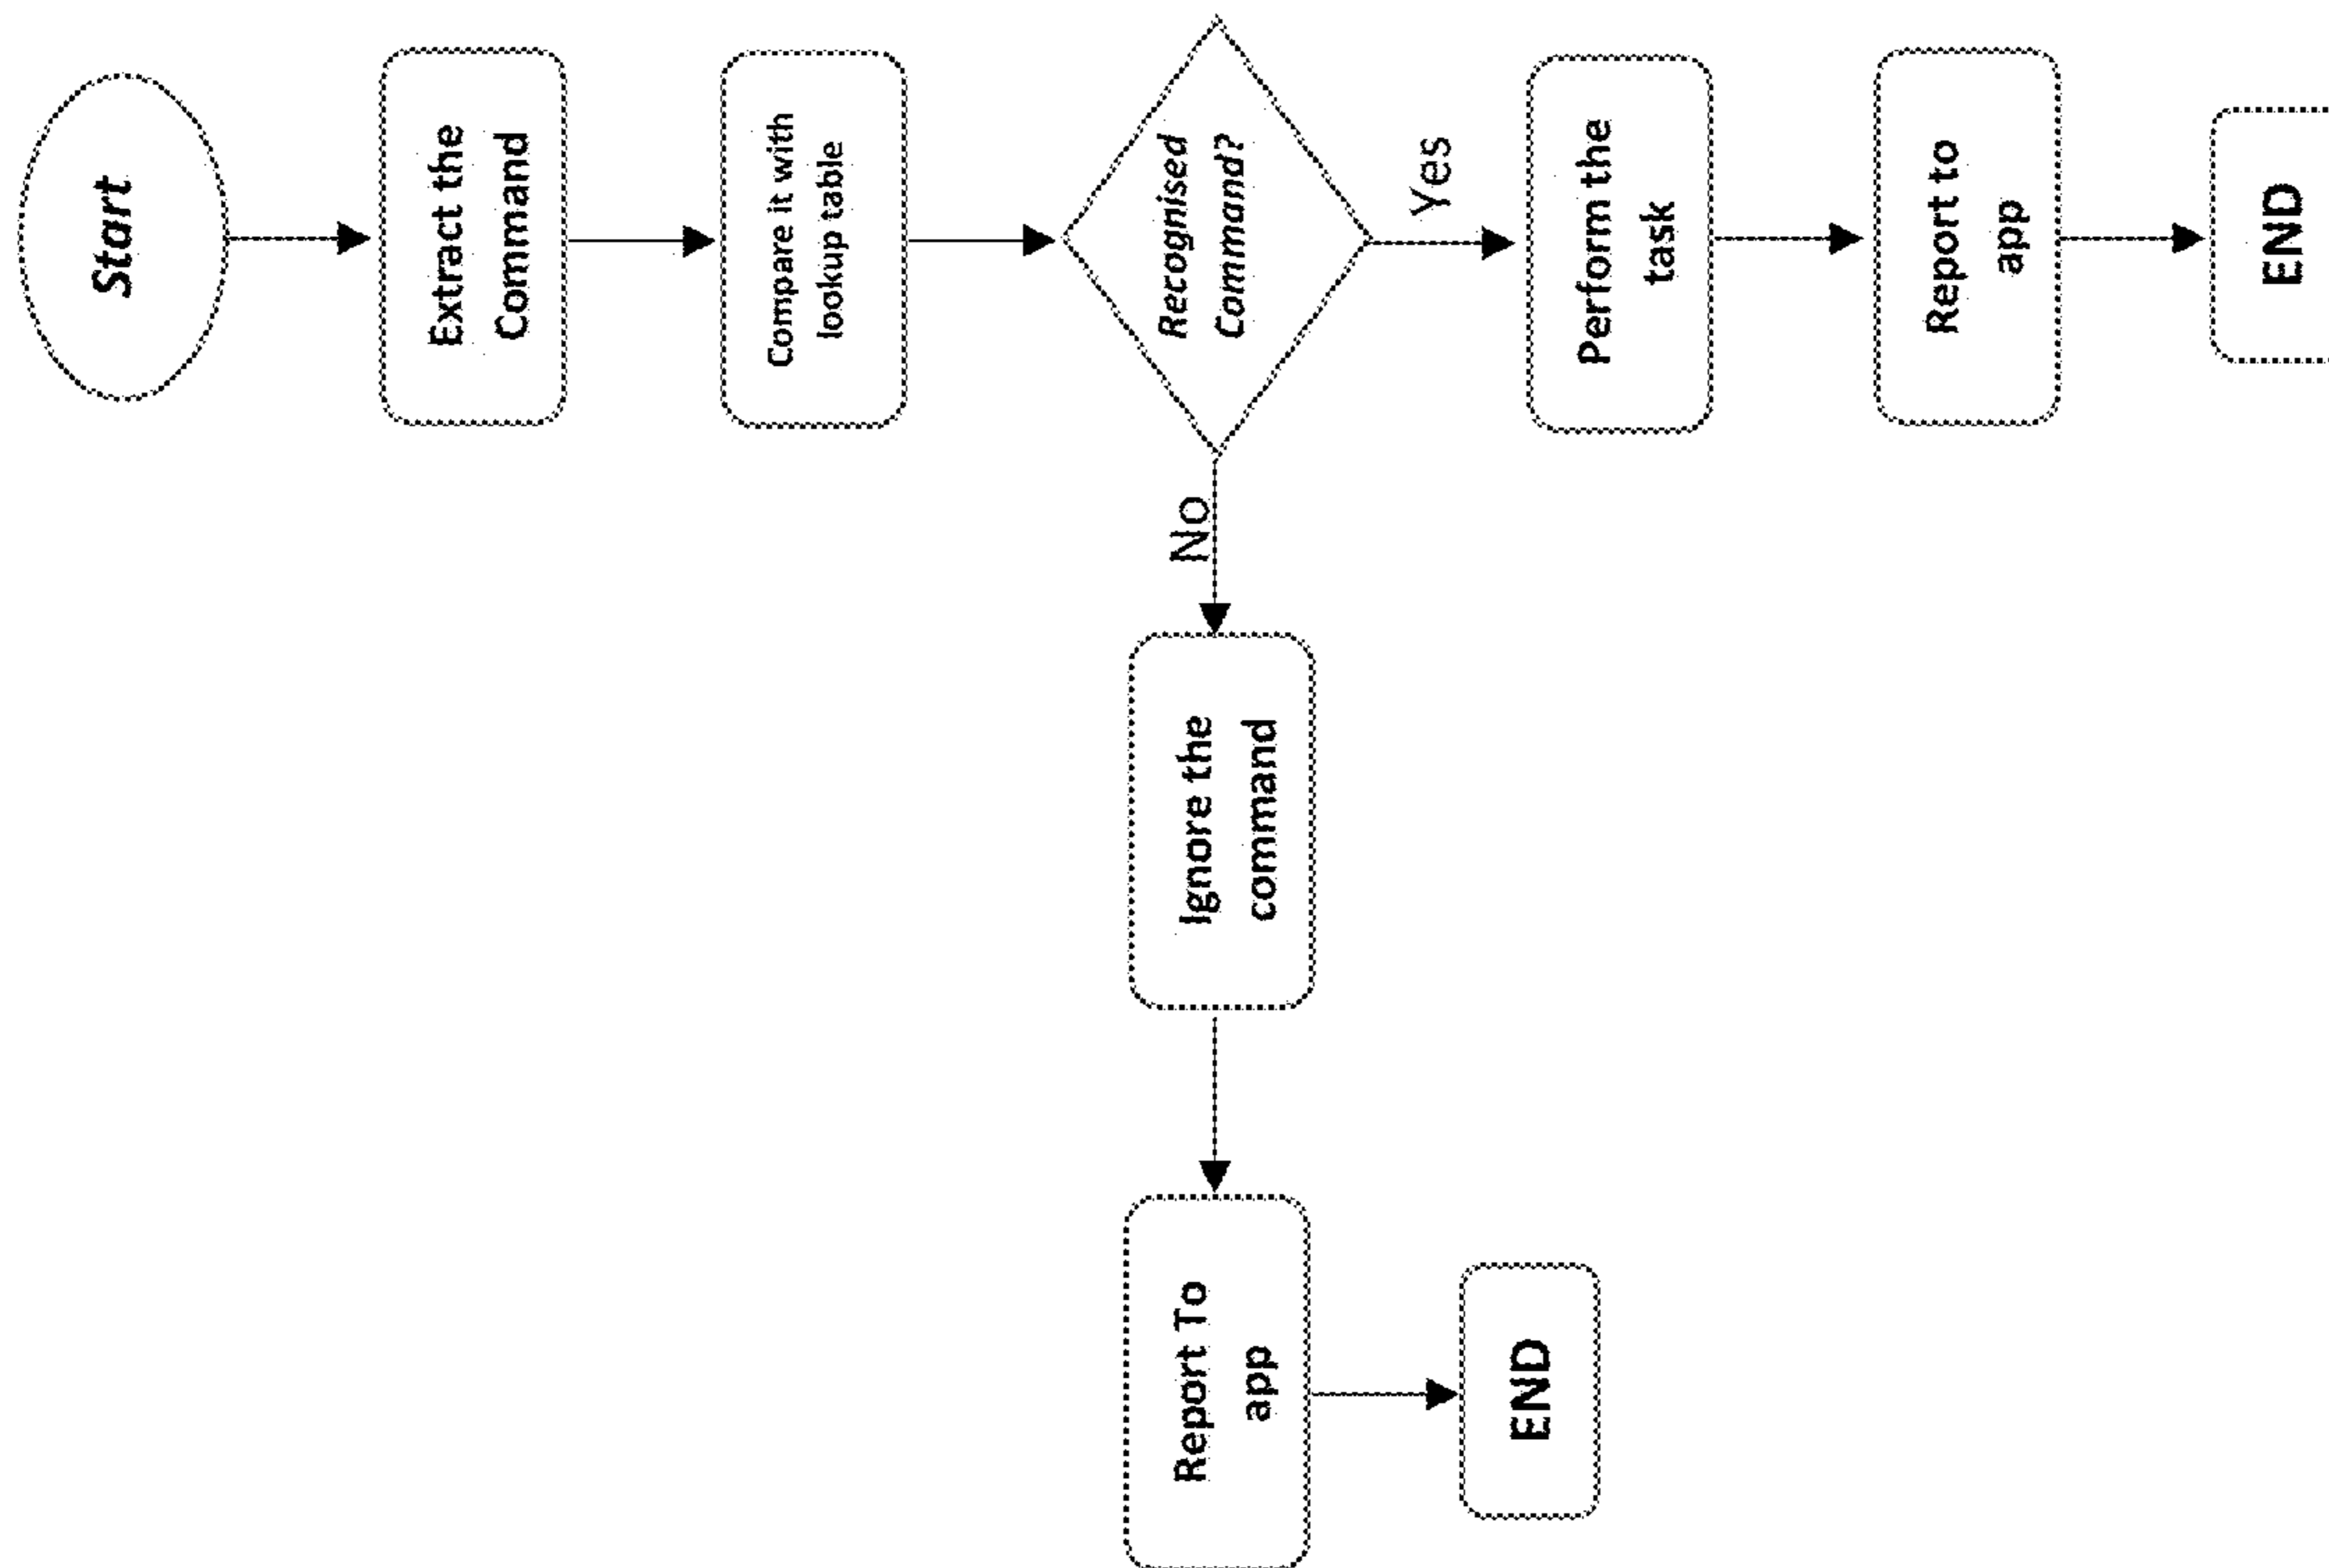 Start
Extract the
Command
Compare it with
lookup table
Recognised
Command?
Yes
Perform the
task
Report to
app
END
No
Ignore the
command
Report To
app
END